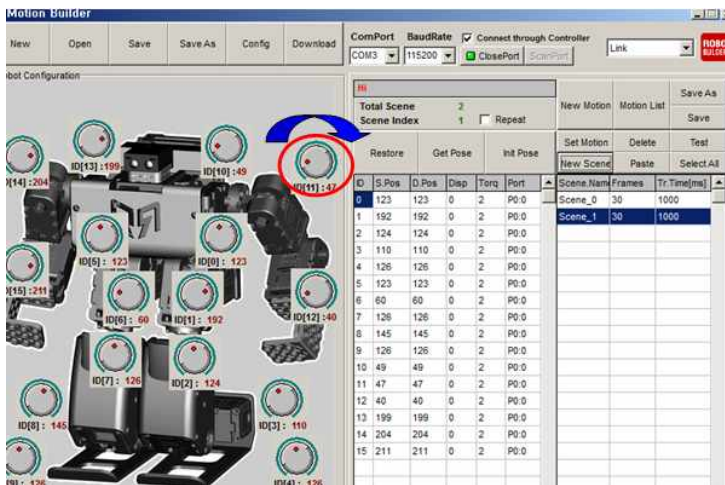 Motion Builder
New Open Save Save As Config Download
ComPort BaudRate Connect through Controller
COM3 115200 ClosePort ScanPort
Link
ROBO
BUILDER
bot Configuration
ID[13] :199
ID[10] :49
ID[14] :204
ID[11] :47
ID[5] : 123
ID[0] : 123
ID[15] :211
ID[6] : 60
ID[1] : 192
ID[12] :40
ID[7] : 126
ID[2] : 124
ID[8] : 145
ID[3] : 110
ID[9] : 126
ID[4] : 126
Hi
Total Scene 2
Scene Index 1 Repeat
Restore Get Pose Init Pose
New Motion Motion List Save As
Save
Set Motion Delete Test
New Scene Paste Select All
ID S.Pos D.Pos Disp Torq Port
0 123 123 0 2 P0:0
1 192 192 0 2 P0:0
2 124 124 0 2 P0:0
3 110 110 0 2 P0:0
4 126 126 0 2 P0:0
5 123 123 0 2 P0:0
6 60 60 0 2 P0:0
7 126 126 0 2 P0:0
8 145 145 0 2 P0:0
9 126 126 0 2 P0:0
10 49 49 0 2 P0:0
11 47 47 0 2 P0:0
12 40 40 0 2 P0:0
13 199 199 0 2 P0:0
14 204 204 0 2 P0:0
15 211 211 0 2 P0:0
Scene.Name Frames Tr.Time[ms]
Scene_0 30 1000
Scene_1 30 1000